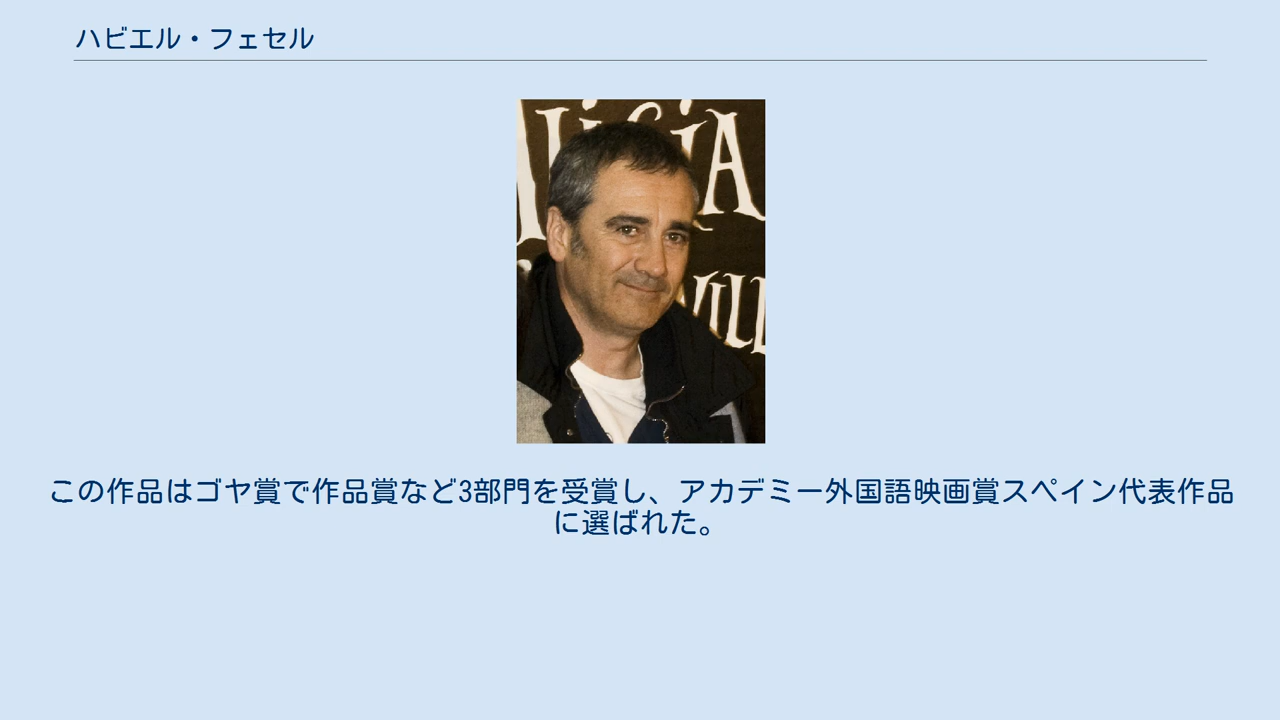 ハビエル・フェセル
ALiciA
VILL
この作品はゴヤ賞で作品賞など3部門を受賞し、アカデミー外国語映画賞スペイン代表作品
に選ばれた。